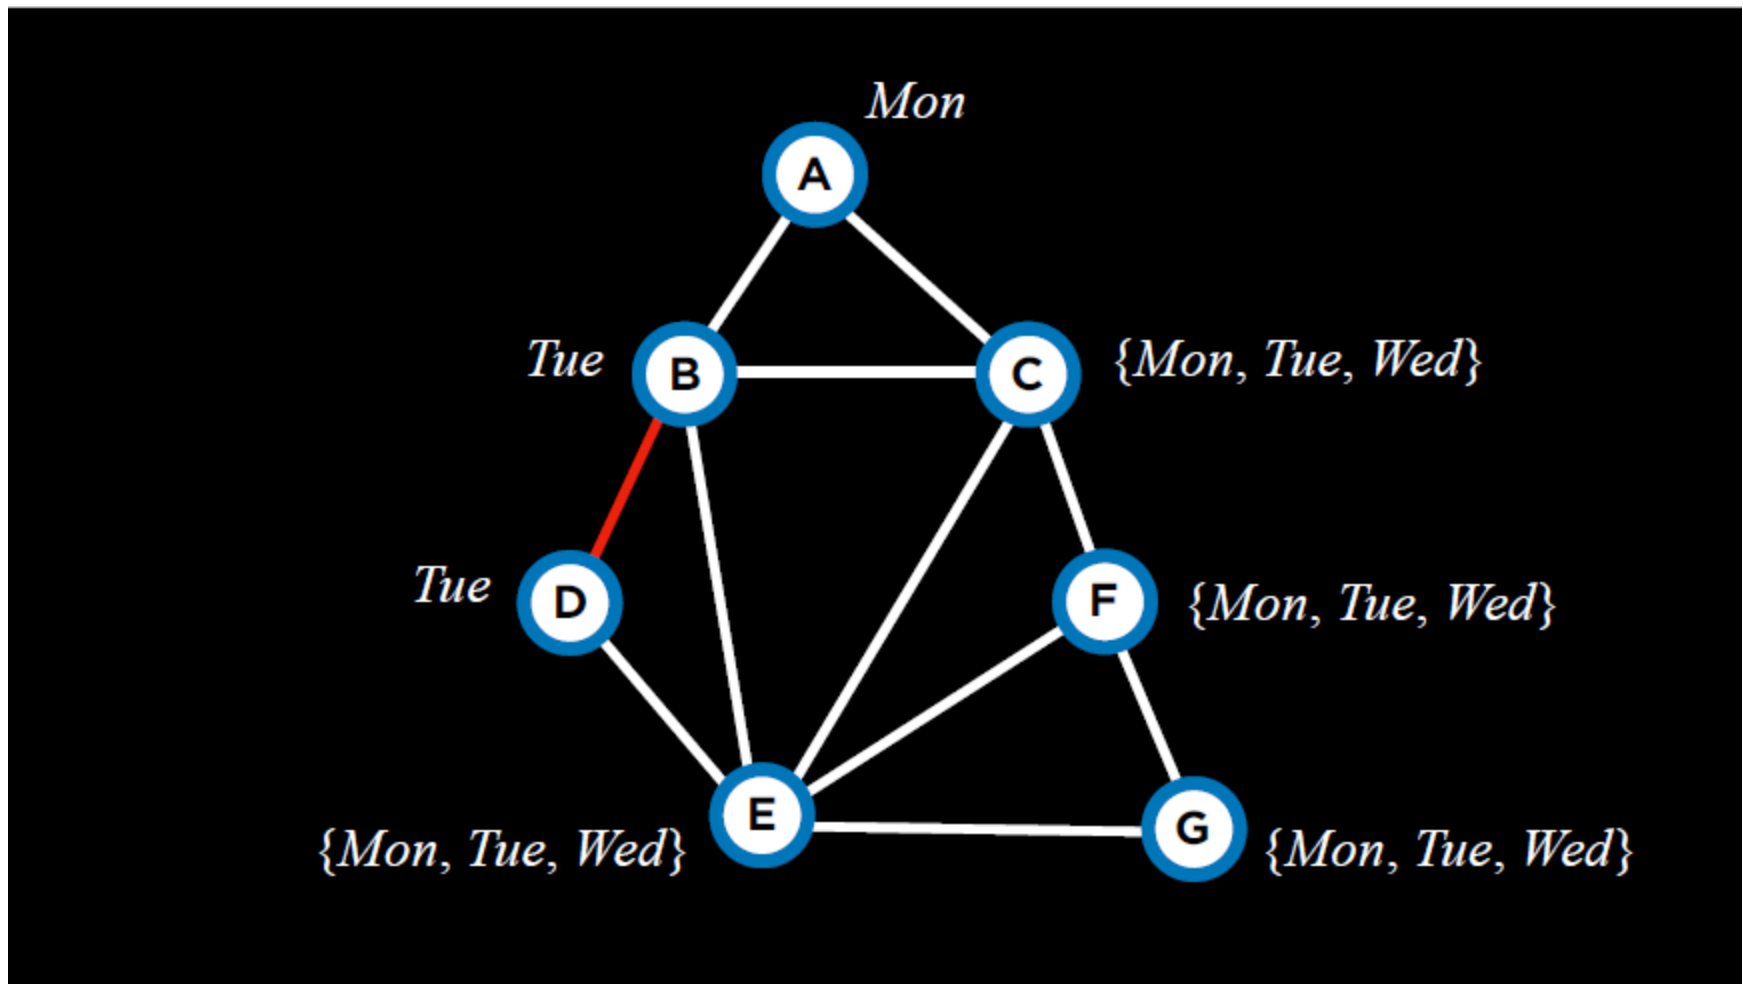 Mon
A
Tue B C {Mon, Tue, Wed}
Tue D F {Mon, Tue, Wed}
{Mon, Tue, Wed} E G {Mon, Tue, Wed}